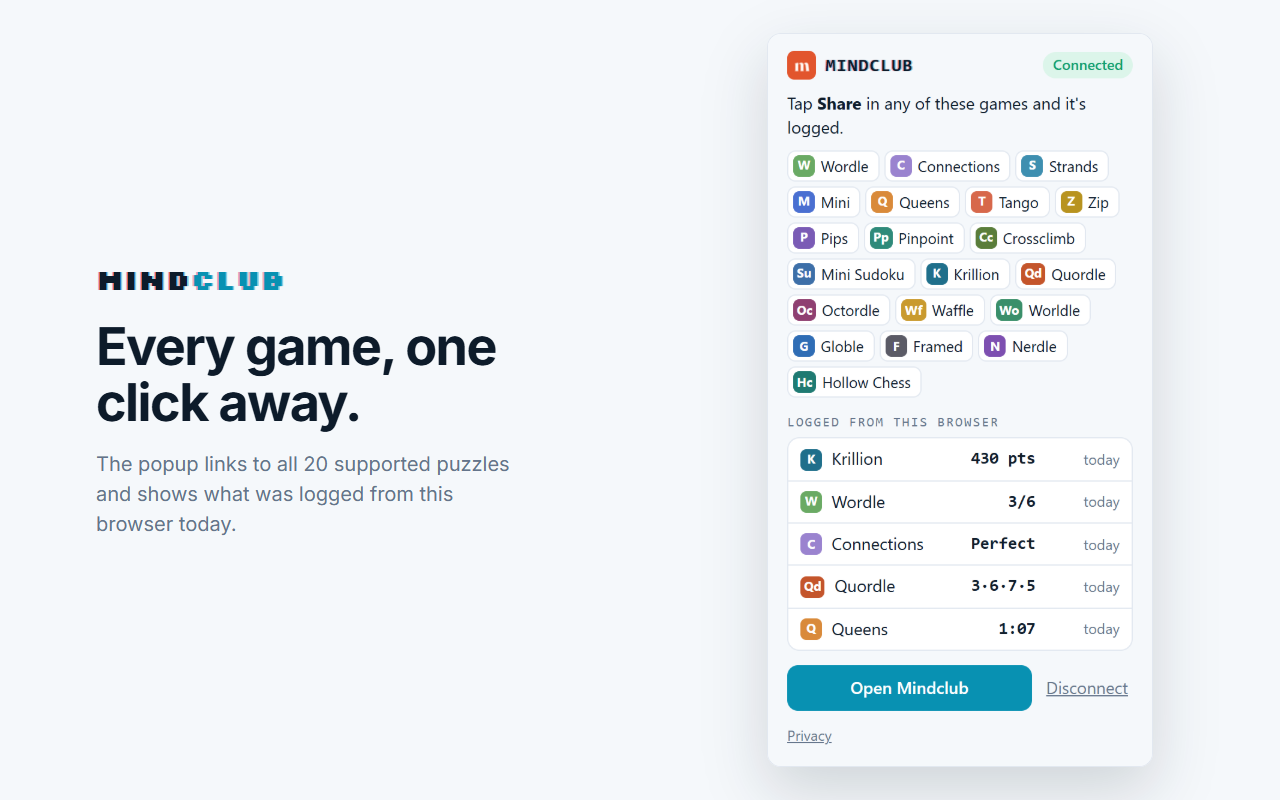 MINDCLUB
Every game, one
click away.
The popup links to all 20 supported puzzles
and shows what was logged from this
browser today.
m MINDCLUB Connected
Tap Share in any of these games and it's
logged.
W Wordle C Connections S Strands
M Mini Q Queens T Tango Z Zip
P Pips Pp Pinpoint Cc Crossclimb
Su Mini Sudoku K Krillion Qd Quordle
Oc Octordle Wf Waffle Wo Worldle
G Globle F Framed N Nerdle
Hc Hollow Chess
LOGGED FROM THIS BROWSER
K Krillion 430 pts today
W Wordle 3/6 today
C Connections Perfect today
Qd Quordle 3·6·7·5 today
Q Queens 1:07 today
Open Mindclub Disconnect
Privacy